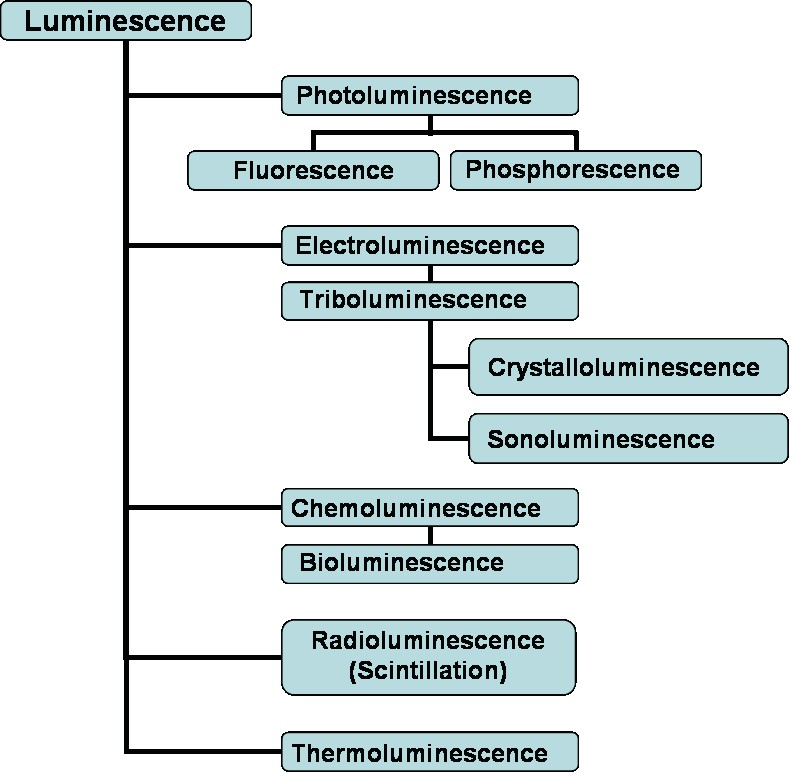 Luminescence
Photoluminescence
Fluorescence
Phosphorescence
Electroluminescence
Triboluminescence
Crystalloluminescence
Sonoluminescence
Chemoluminescence
Bioluminescence
Radioluminescence
(Scintillation)
Thermoluminescence